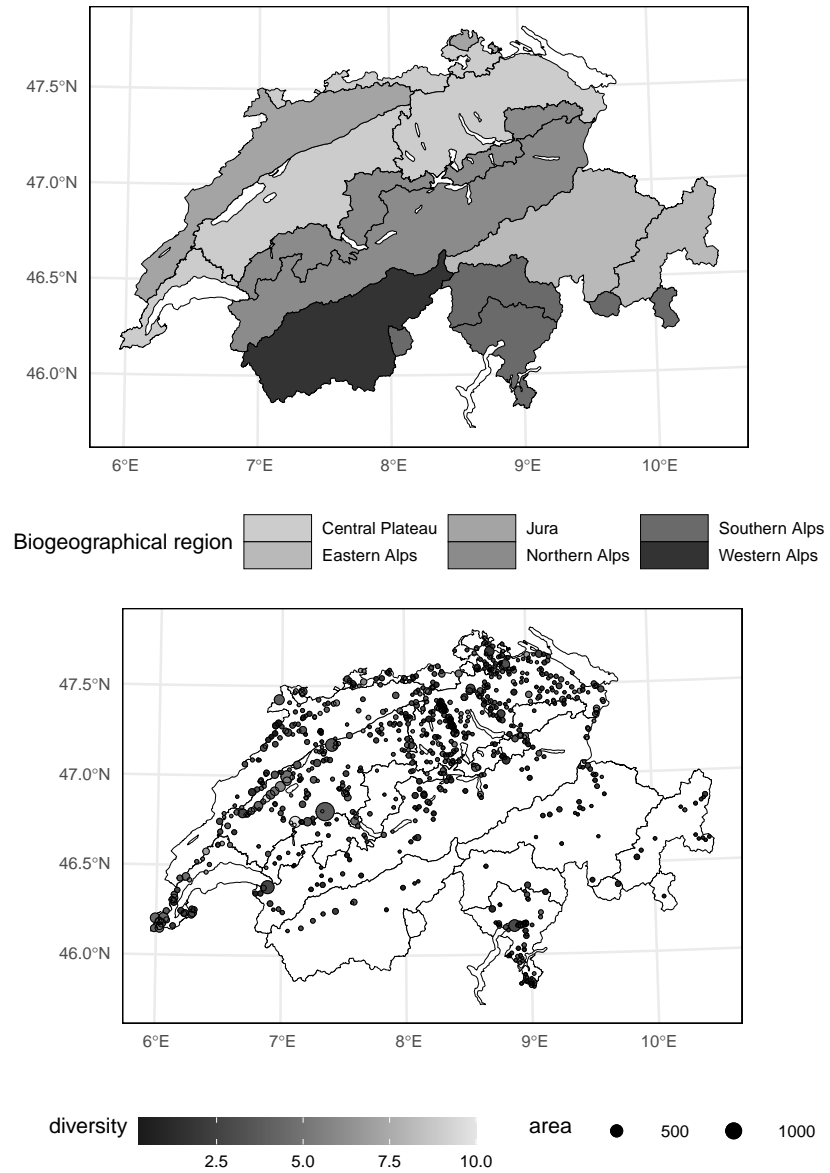 47.5°N
47.0°N
46.5°N
46.0°N
6°E 7°E 8°E 9°E 10°E
Biogeographical region
Central Plateau Jura Southern Alps
Eastern Alps Northern Alps Western Alps
47.5°N
47.0°N
46.5°N
46.0°N
6°E 7°E 8°E 9°E 10°E
diversity area 500 1000
2.5 5.0 7.5 10.0